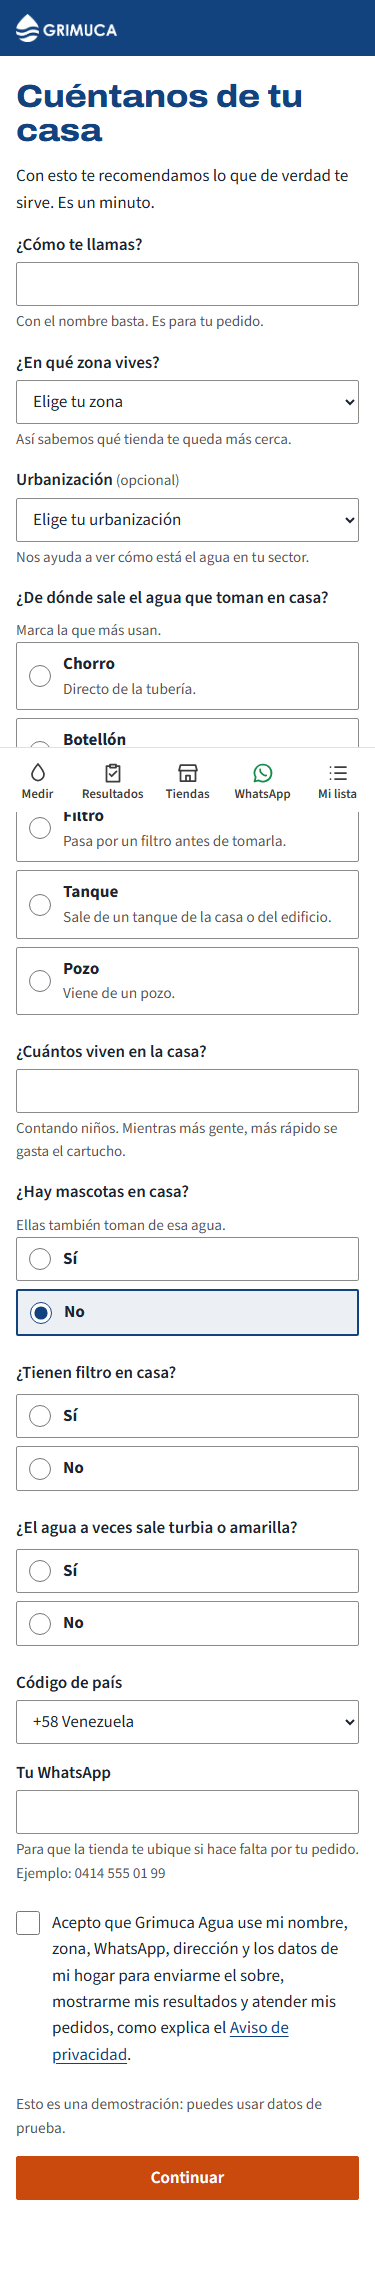 GRIMUCA
Cuéntanos de tu
casa
Con esto te recomendamos lo que de verdad te
sirve. Es un minuto.
¿Cómo te llamas?
Con el nombre basta. Es para tu pedido.
¿En qué zona vives?
Elige tu zona
Así sabemos qué tienda te queda más cerca.
Urbanización (opcional)
Elige tu urbanización
Nos ayuda a ver cómo está el agua en tu sector.
¿De dónde sale el agua que toman en casa?
Marca la que más usan.
Chorro
Directo de la tubería.
Botellón
Medir Resultados Tiendas WhatsApp Mi lista
Filtro
Pasa por un filtro antes de tomarla.
Tanque
Sale de un tanque de la casa o del edificio.
Pozo
Viene de un pozo.
¿Cuántos viven en la casa?
Contando niños. Mientras más gente, más rápido se
gasta el cartucho.
¿Hay mascotas en casa?
Ellas también toman de esa agua.
Sí
No
¿Tienen filtro en casa?
Sí
No
¿El agua a veces sale turbia o amarilla?
Sí
No
Código de país
+58 Venezuela
Tu WhatsApp
Para que la tienda te ubique si hace falta por tu pedido.
Ejemplo: 0414 555 01 99
Acepto que Grimuca Agua use mi nombre,
zona, WhatsApp, dirección y los datos de
mi hogar para enviarme el sobre,
mostrarme mis resultados y atender mis
pedidos, como explica el Aviso de
privacidad.
Esto es una demostración: puedes usar datos de
prueba.
Continuar